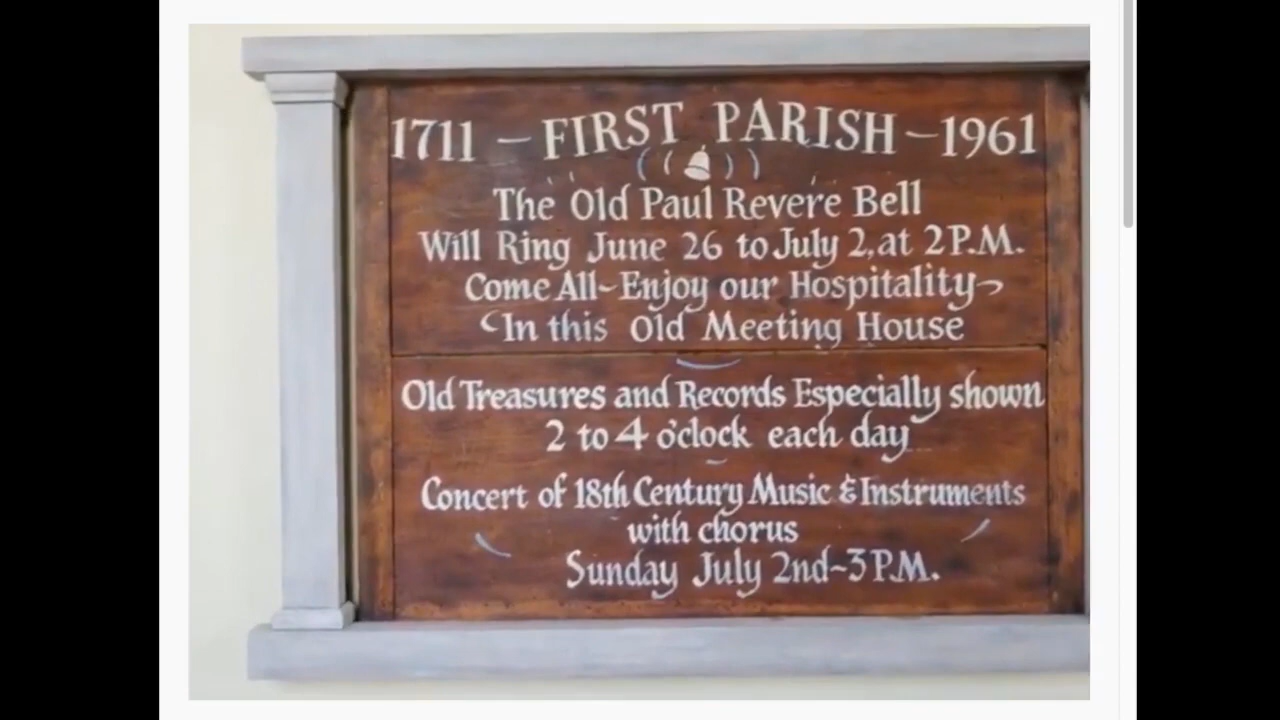 1711 – FIRST PARISH – 1961
The Old Paul Revere Bell
Will Ring June 26 to July 2, at 2 P.M.
Come All ~ Enjoy our Hospitality ~
In this Old Meeting House
Old Treasures and Records Especially shown
2 to 4 o'clock each day
Concert of 18th Century Music & Instruments
with chorus
Sunday July 2nd ~ 3 P.M.